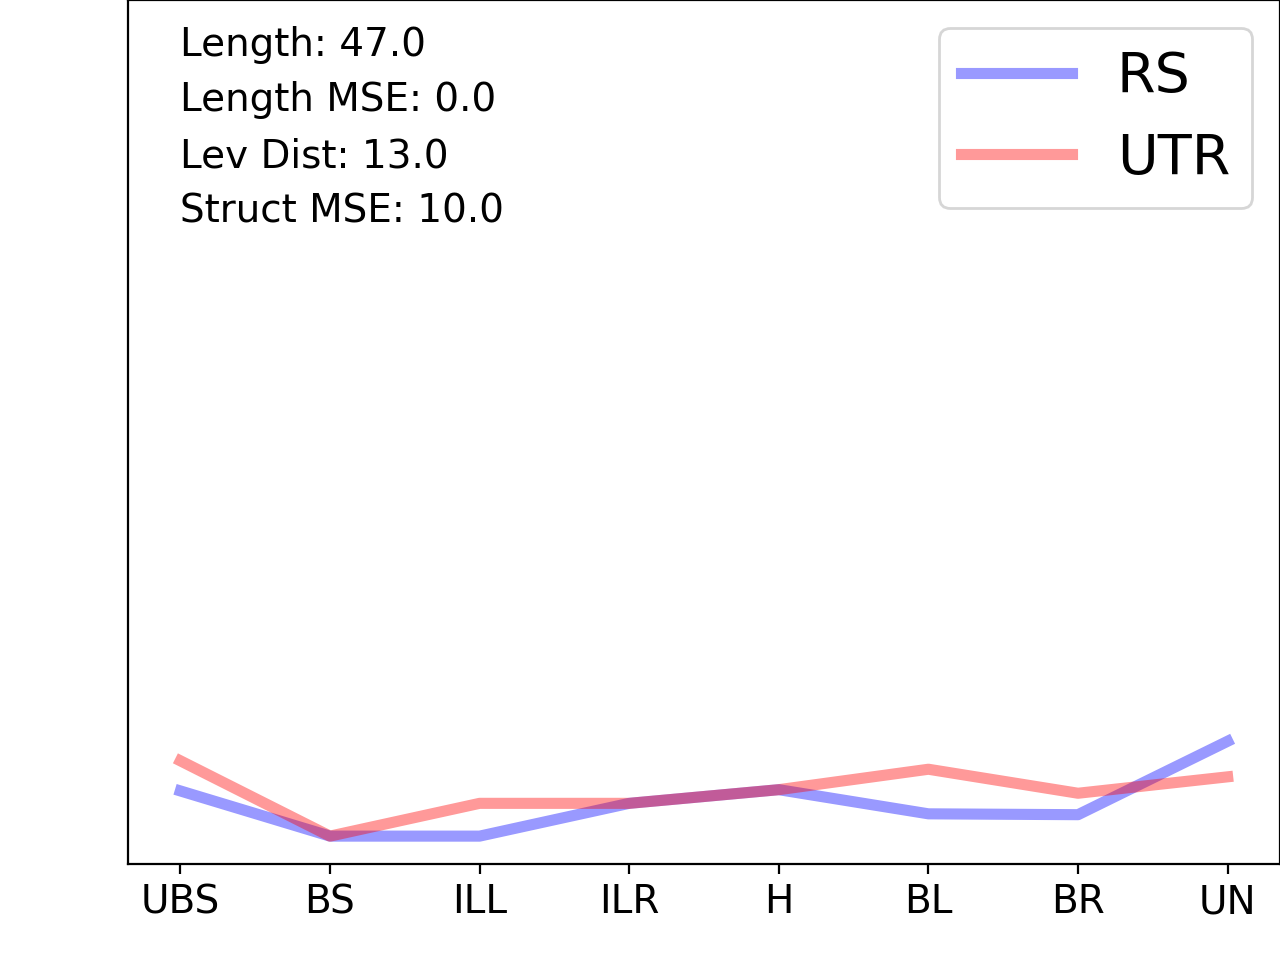 Length: 47.0
Length MSE: 0.0
Lev Dist: 13.0
Struct MSE: 10.0
RS
UTR
UBS BS ILL ILR H BL BR UN